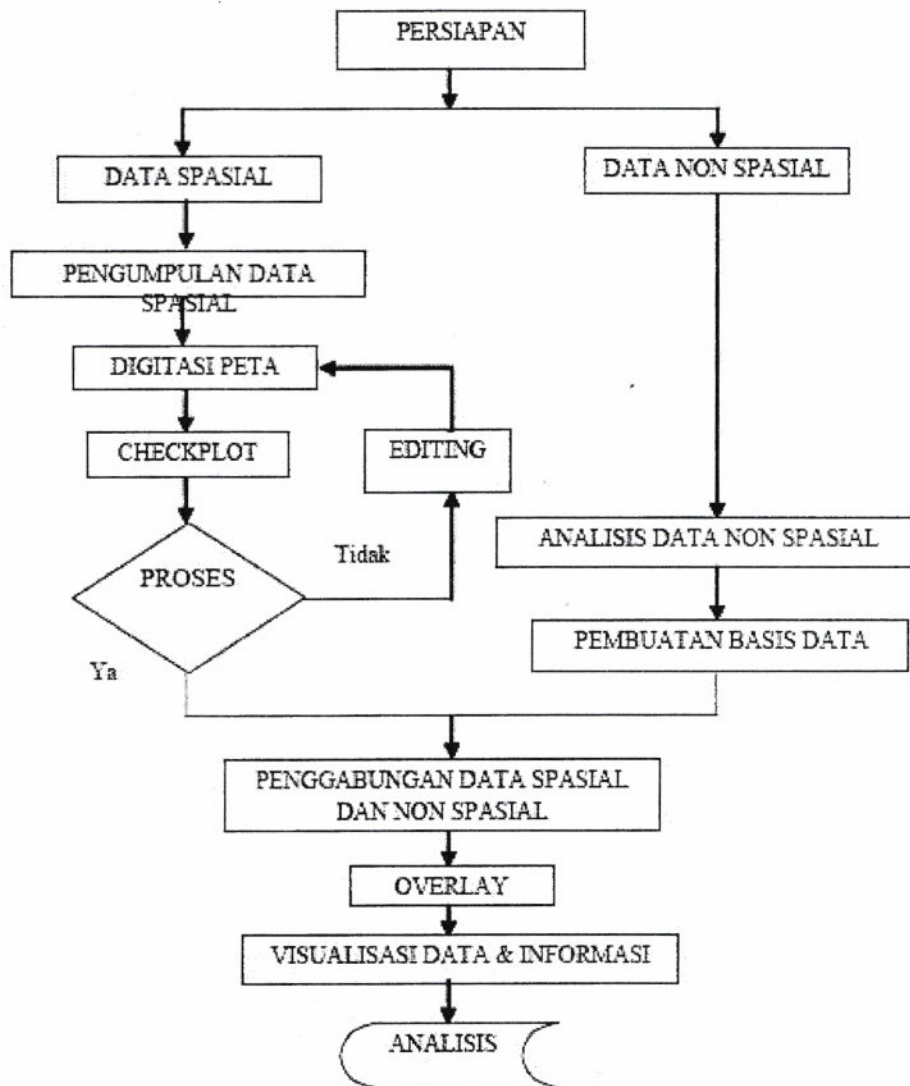 PERSIAPAN
DATA SPASIAL
DATA NON SPASIAL
PENGUMPULAN DATA
SPASIAL
DIGITASI PETA
CHECKPLOT
EDITING
Tidak
PROSES
Ya
ANALISIS DATA NON SPASIAL
PEMBUATAN BASIS DATA
PENGGABUNGAN DATA SPASIAL
DAN NON SPASIAL
OVERLAY
VISUALISASI DATA & INFORMASI
ANALISIS